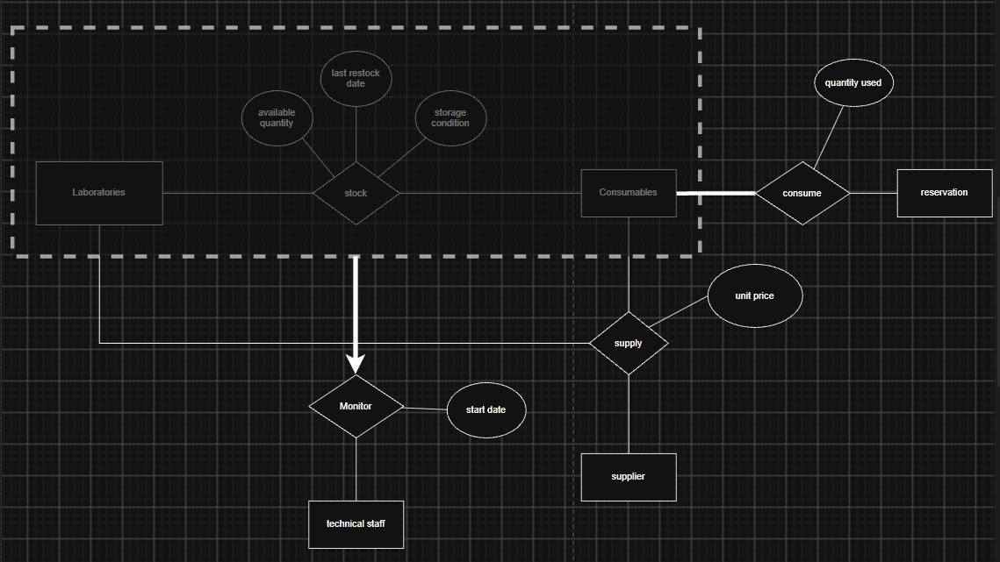 last restock
date
quantity used
available
quantity
storage
condition
Laboratories
stock
Consumables
consume
reservation
unit price
supply
Monitor
start date
supplier
technical staff